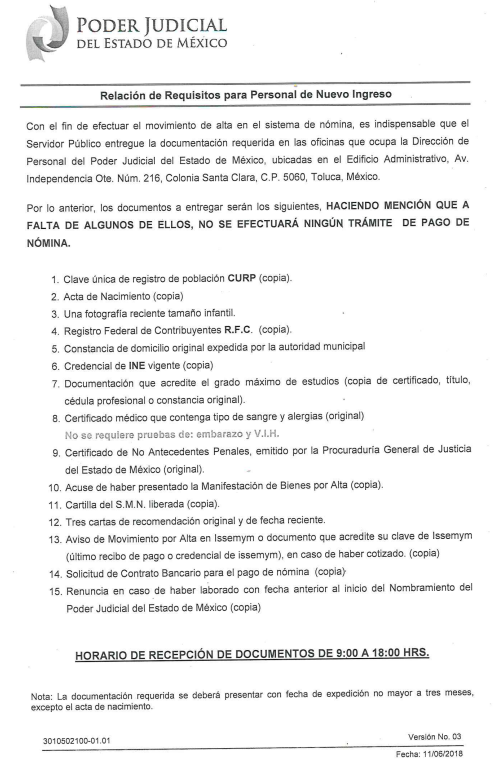 PODER JUDICIAL
DEL ESTADO DE MÉXICO
Relación de Requisitos para Personal de Nuevo Ingreso
Con el fin de efectuar el movimiento de alta en el sistema de nómina, es indispensable que el
Servidor Público entregue la documentación requerida en las oficinas que ocupa la Dirección de
Personal del Poder Judicial del Estado de México, ubicadas en el Edificio Administrativo, Av.
Independencia Ote. Núm. 216, Colonia Santa Clara, C.P. 5060, Toluca, México.
Por lo anterior, los documentos a entregar serán los siguientes, HACIENDO MENCIÓN QUE A
FALTA DE ALGUNOS DE ELLOS, NO SE EFECTUARÁ NINGÚN TRÁMITE DE PAGO DE
NÓMINA.
1. Clave única de registro de población CURP (copia).
2. Acta de Nacimiento (copia)
3. Una fotografía reciente tamaño infantil.
4. Registro Federal de Contribuyentes R.F.C. (copia).
5. Constancia de domicilio original expedida por la autoridad municipal
6. Credencial de INE vigente (copia)
7. Documentación que acredite el grado máximo de estudios (copia de certificado, título,
cédula profesional o constancia original).
8. Certificado médico que contenga tipo de sangre y alergias (original)
No se requiere pruebas de: embarazo y V.I.H.
9. Certificado de No Antecedentes Penales, emitido por la Procuraduría General de Justicia
del Estado de México (original).
10. Acuse de haber presentado la Manifestación de Bienes por Alta (copia).
11. Cartilla del S.M.N. liberada (copia).
12. Tres cartas de recomendación original y de fecha reciente.
13. Aviso de Movimiento por Alta en Issemym o documento que acredite su clave de Issemym
(último recibo de pago o credencial de issemym), en caso de haber cotizado. (copia)
14. Solicitud de Contrato Bancario para el pago de nómina (copia)
15. Renuncia en caso de haber laborado con fecha anterior al inicio del Nombramiento del
Poder Judicial del Estado de México (copia)
HORARIO DE RECEPCIÓN DE DOCUMENTOS DE 9:00 A 18:00 HRS.
Nota: La documentación requerida se deberá presentar con fecha de expedición no mayor a tres meses,
excepto el acta de nacimiento.
3010502100-01.01
Versión No. 03
Fecha: 11/06/2018